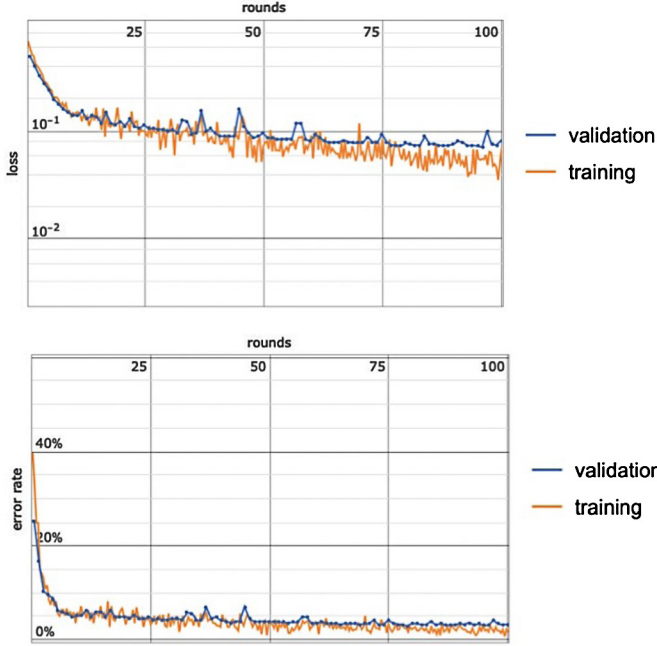 rounds
25 50 75 100
10-1
loss
10-2
validation
training
rounds
25 50 75 100
40%
error rate
20%
0%
validation
training